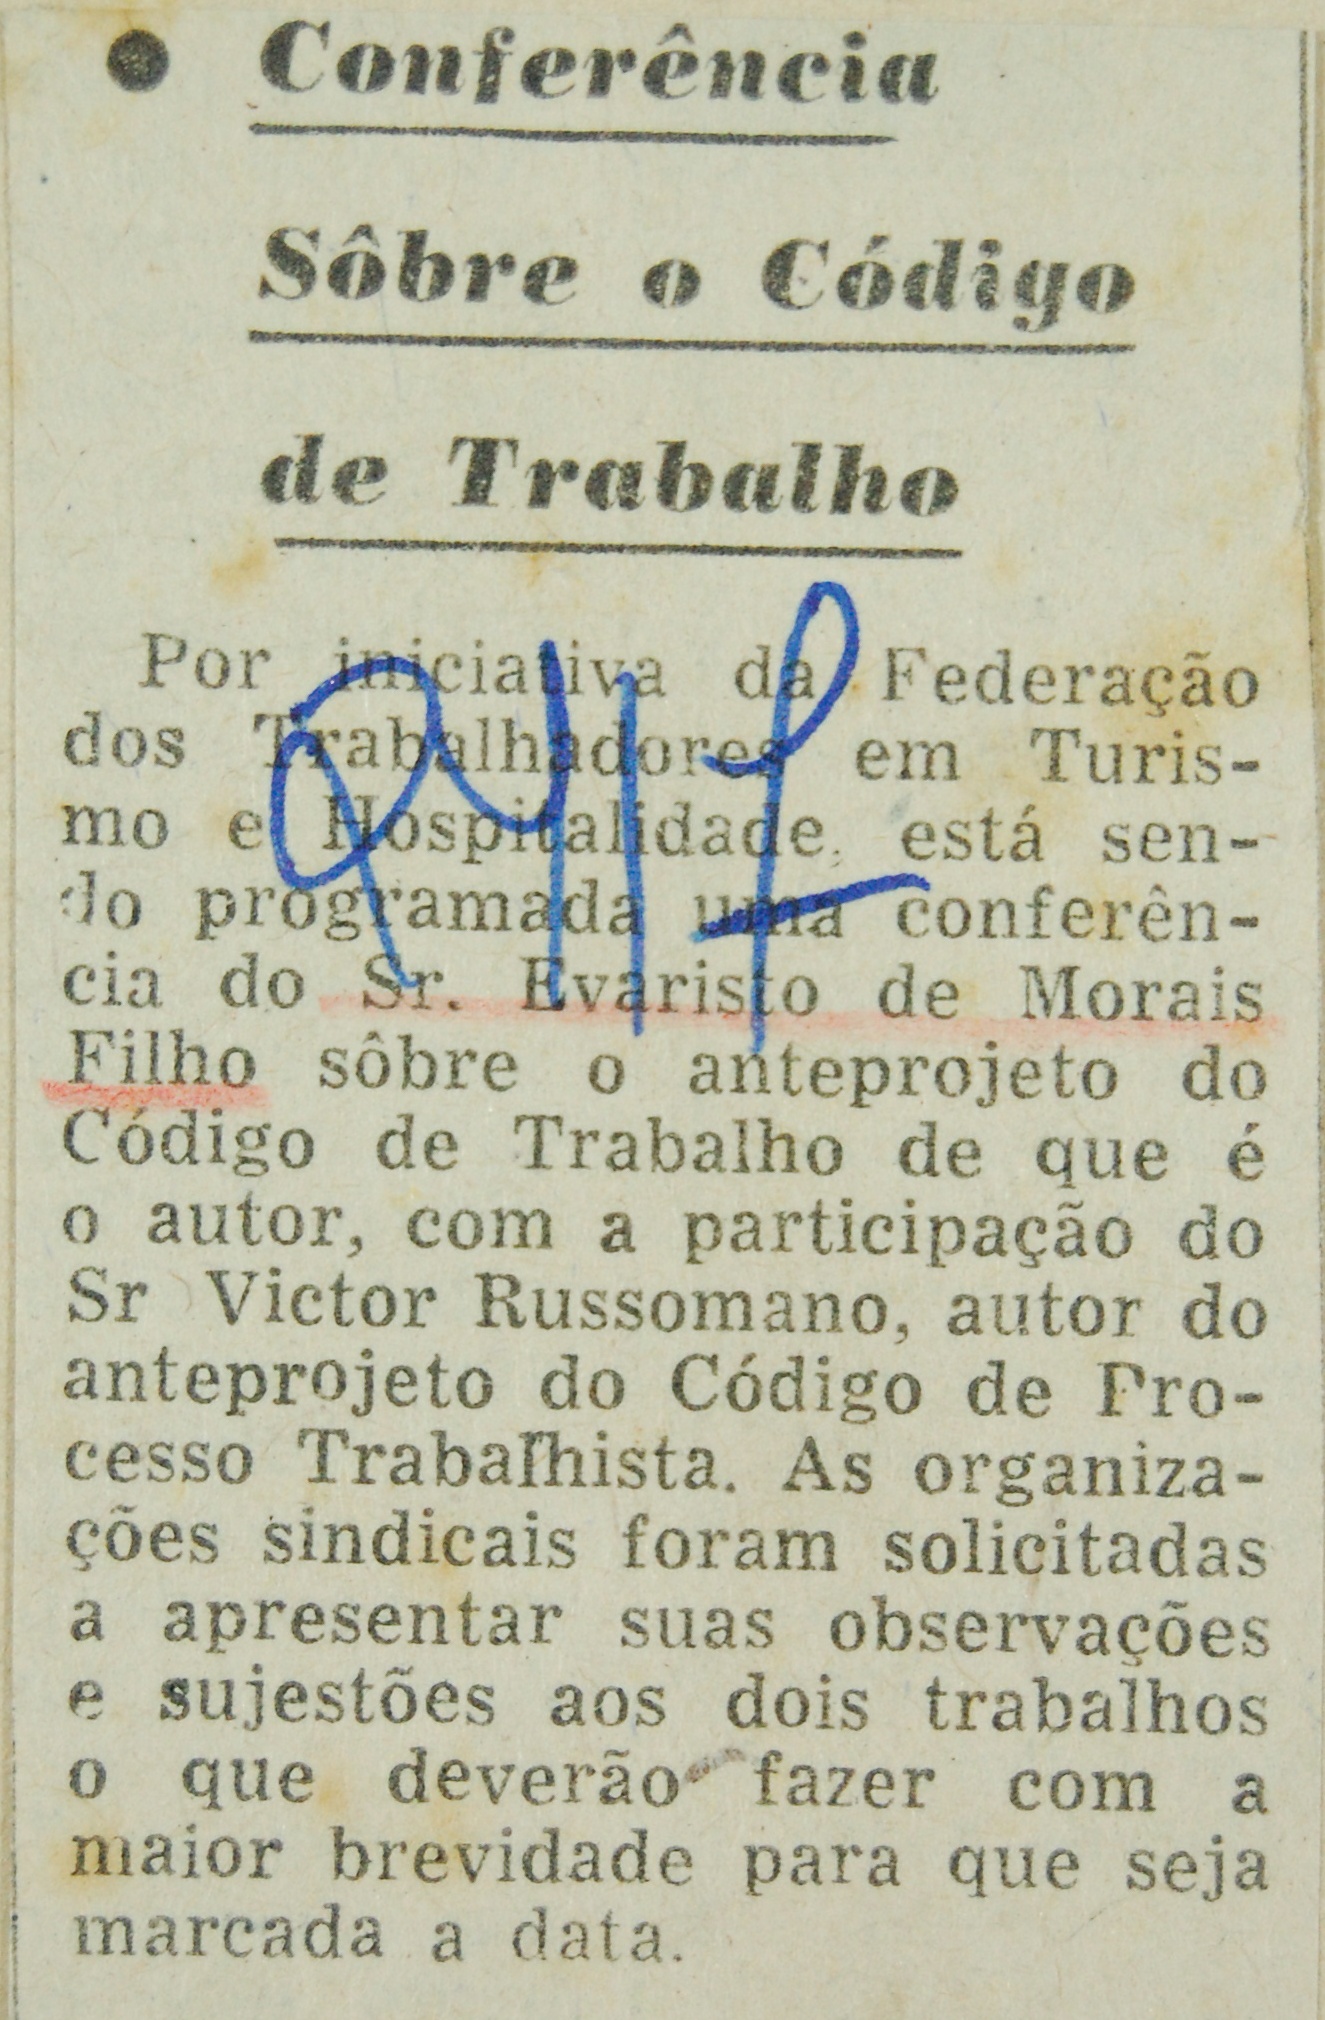 ● Conferência
Sôbre o Código
de Trabalho
Por iniciativa da Federação
dos Trabalhadores em Turis-
mo e Hospitalidade, está sen-
do programada uma conferên-
cia do Sr. Evaristo de Morais
Filho sôbre o anteprojeto do
Código de Trabalho de que é
o autor, com a participação do
Sr Victor Russomano, autor do
anteprojeto do Código de Pro-
cesso Trabalhista. As organiza-
ções sindicais foram solicitadas
a apresentar suas observações
e sujestões aos dois trabalhos
o que deverão fazer com a
maior brevidade para que seja
marcada a data.